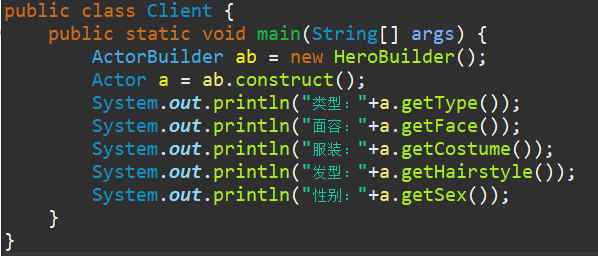 public class Client {
    public static void main(String[] args) {
        ActorBuilder ab = new HeroBuilder();
        Actor a = ab.construct();
        System.out.println("类型："+a.getType());
        System.out.println("面容："+a.getFace());
        System.out.println("服装："+a.getCostume());
        System.out.println("发型："+a.getHairstyle());
        System.out.println("性别："+a.getSex());
    }
}